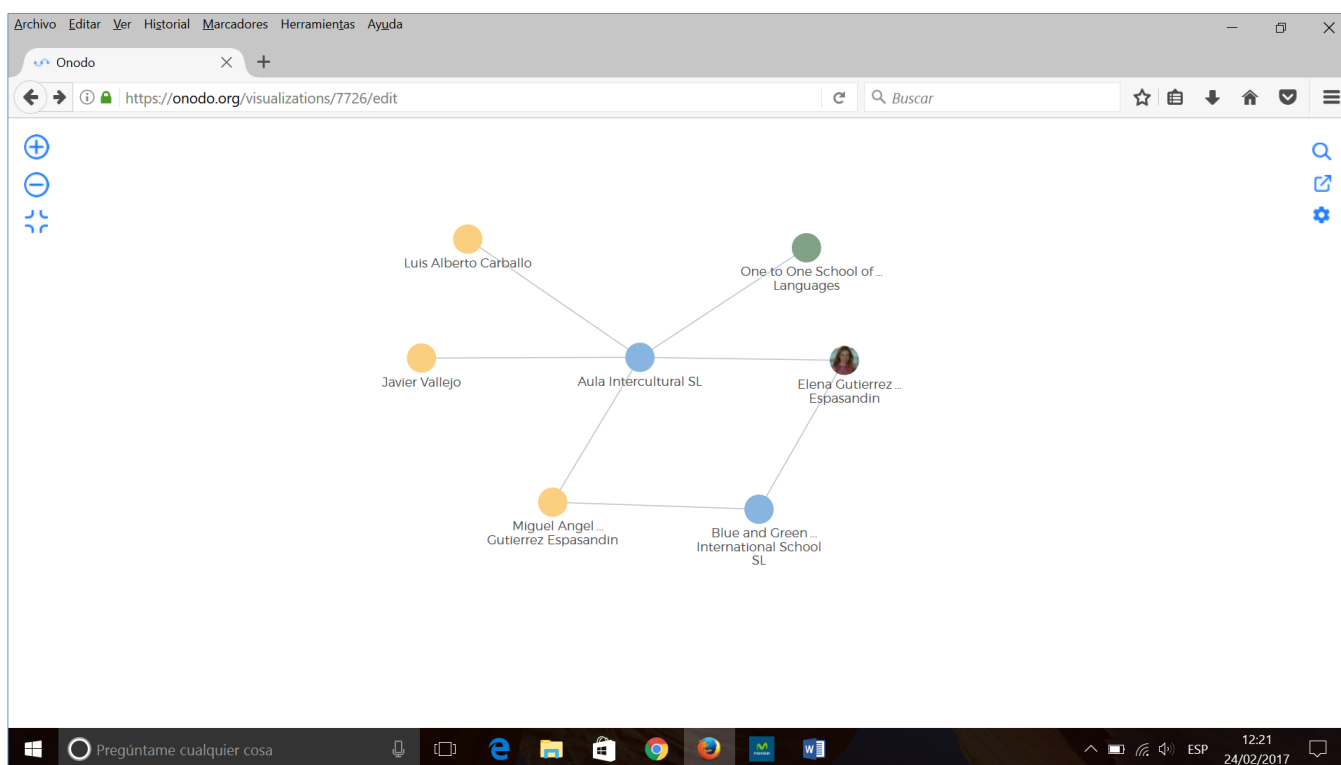 Archivo Editar Ver Historial Marcadores Herramientas Ayuda
Onodo
https://onodo.org/visualizations/7726/edit
Buscar
Luis Alberto Carballo
One to One School of ...
Languages
Javier Vallejo
Aula Intercultural SL
Elena Gutierrez ...
Espasandin
Miguel Angel ...
Gutierrez Espasandin
Blue and Green ...
International School
SL
Pregúntame cualquier cosa
ESP
12:21
24/02/2017